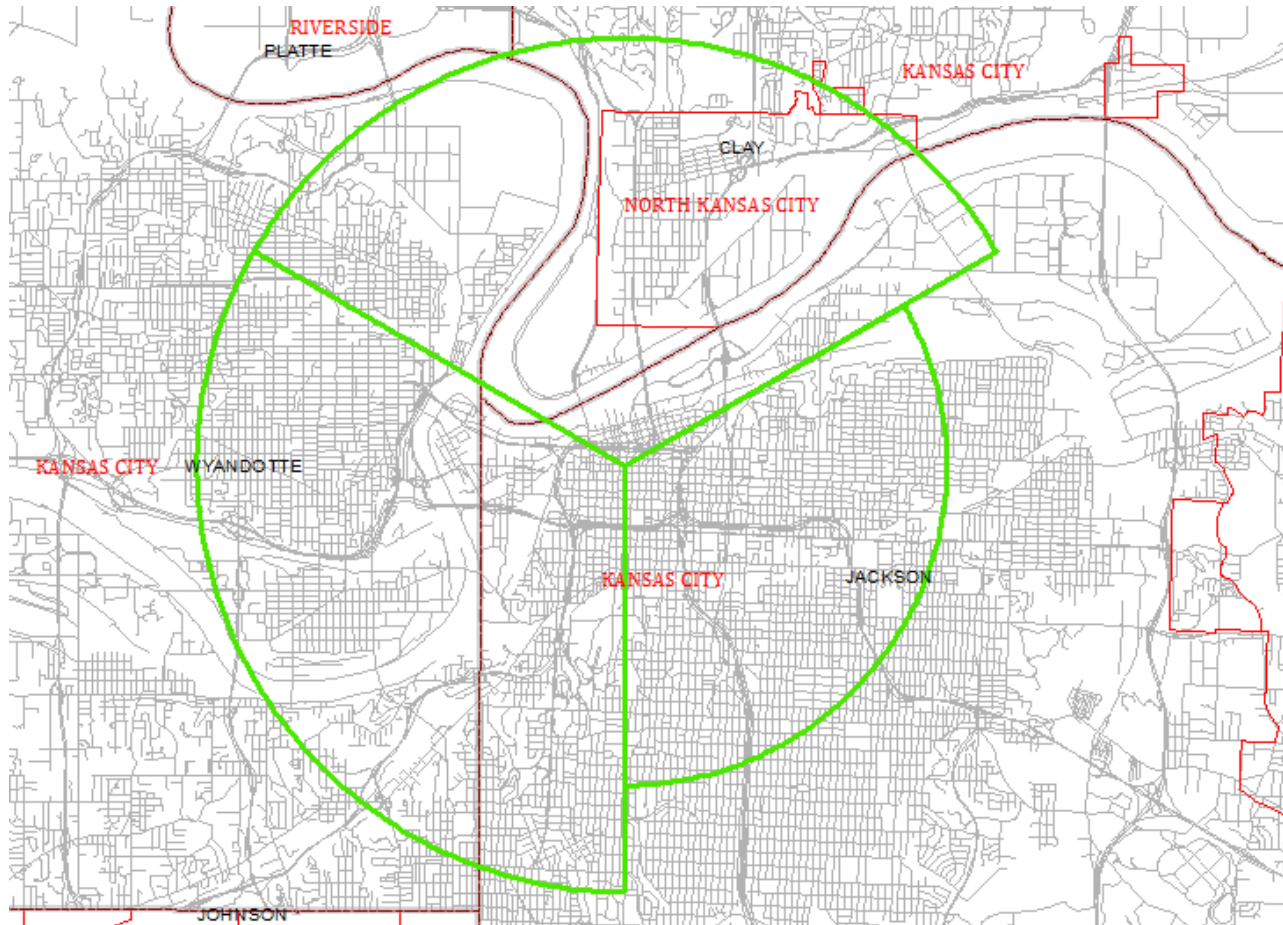 RIVERSIDE
PLATTE
KANSAS CITY
CLAY
NORTH KANSAS CITY
KANSAS CITY
WYANDOTTE
KANSAS CITY
JACKSON
JOHNSON